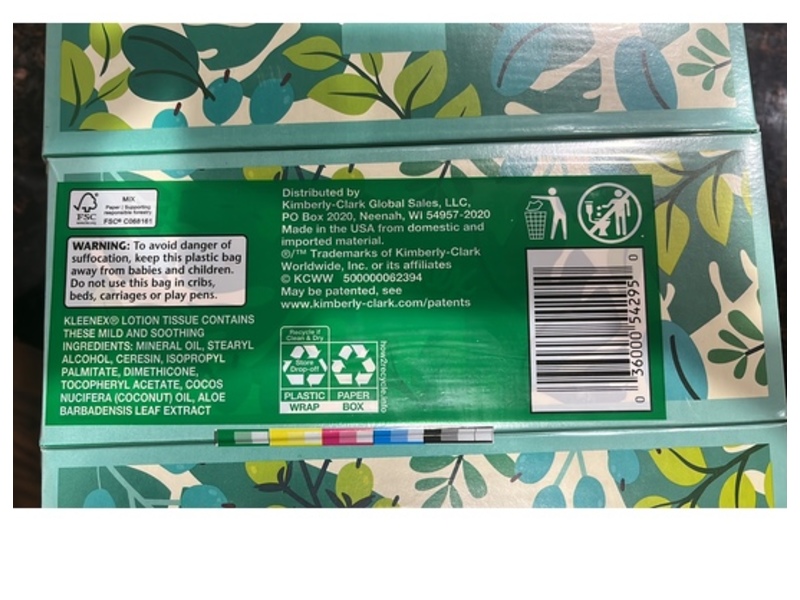 FSC
MIX
Paper | Supporting
responsible forestry
FSC® C068161
WARNING: To avoid danger of
suffocation, keep this plastic bag
away from babies and children.
Do not use this bag in cribs,
beds, carriages or play pens.
KLEENEX® LOTION TISSUE CONTAINS
THESE MILD AND SOOTHING
INGREDIENTS: MINERAL OIL, STEARYL
ALCOHOL, CERESIN, ISOPROPYL
PALMITATE, DIMETHICONE,
TOCOPHERYL ACETATE, COCOS
NUCIFERA (COCONUT) OIL, ALOE
BARBADENSIS LEAF EXTRACT
Distributed by
Kimberly-Clark Global Sales, LLC,
PO Box 2020, Neenah, WI 54957-2020
Made in the USA from domestic and
imported material.
®/™ Trademarks of Kimberly-Clark
Worldwide, Inc. or its affiliates
© KCWW 500000062394
May be patented, see
www.kimberly-clark.com/patents
Recycle if
Clean & Dry
Store
Drop-off
PLASTIC
WRAP
PAPER
BOX
how2recycle.info
0 36000 54295 0